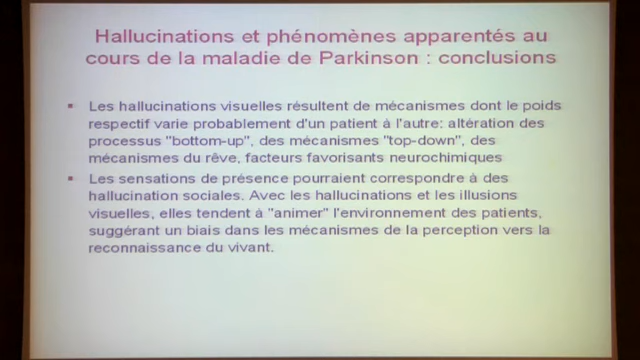 Hallucinations et phénomènes apparentés au
cours de la maladie de Parkinson : conclusions
▪ Les hallucinations visuelles résultent de mécanismes dont le poids
respectif varie probablement d'un patient à l'autre: altération des
processus "bottom-up", des mécanismes "top-down", des
mécanismes du rêve, facteurs favorisants neurochimiques
▪ Les sensations de présence pourraient correspondre à des
hallucination sociales. Avec les hallucinations et les illusions
visuelles, elles tendent à "animer" l'environnement des patients,
suggérant un biais dans les mécanismes de la perception vers la
reconnaissance du vivant.